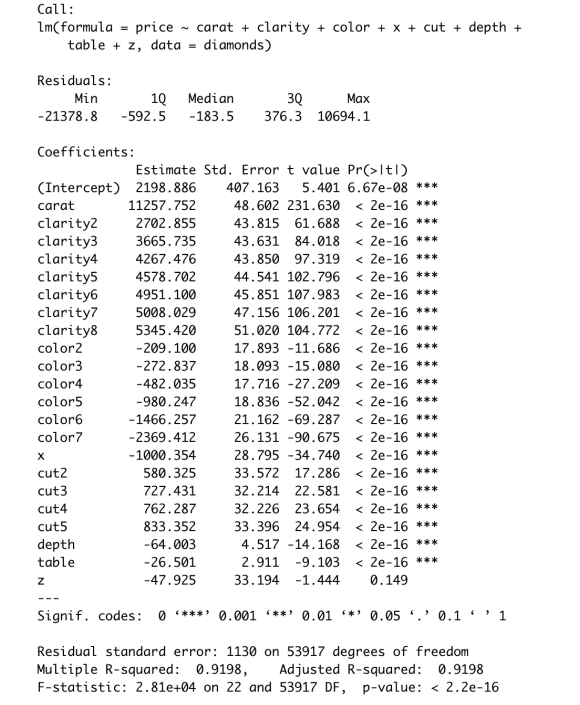 Call:
lm(formula = price ~ carat + clarity + color + x + cut + depth +
    table + z, data = diamonds)

Residuals:
     Min       1Q   Median       3Q      Max
-21378.8   -592.5   -183.5    376.3  10694.1

Coefficients:
             Estimate Std. Error t value Pr(>|t|)
(Intercept)  2198.886    407.163   5.401 6.67e-08 ***
carat       11257.752     48.602 231.630  < 2e-16 ***
clarity2     2702.855     43.815  61.688  < 2e-16 ***
clarity3     3665.735     43.631  84.018  < 2e-16 ***
clarity4     4267.476     43.850  97.319  < 2e-16 ***
clarity5     4578.702     44.541 102.796  < 2e-16 ***
clarity6     4951.100     45.851 107.983  < 2e-16 ***
clarity7     5008.029     47.156 106.201  < 2e-16 ***
clarity8     5345.420     51.020 104.772  < 2e-16 ***
color2       -209.100     17.893 -11.686  < 2e-16 ***
color3       -272.837     18.093 -15.080  < 2e-16 ***
color4       -482.035     17.716 -27.209  < 2e-16 ***
color5       -980.247     18.836 -52.042  < 2e-16 ***
color6      -1466.257     21.162 -69.287  < 2e-16 ***
color7      -2369.412     26.131 -90.675  < 2e-16 ***
x           -1000.354     28.795 -34.740  < 2e-16 ***
cut2          580.325     33.572  17.286  < 2e-16 ***
cut3          727.431     32.214  22.581  < 2e-16 ***
cut4          762.287     32.226  23.654  < 2e-16 ***
cut5          833.352     33.396  24.954  < 2e-16 ***
depth         -64.003      4.517 -14.168  < 2e-16 ***
table         -26.501      2.911  -9.103  < 2e-16 ***
z             -47.925     33.194  -1.444    0.149
---
Signif. codes:  0 ‘***’ 0.001 ‘**’ 0.01 ‘*’ 0.05 ‘.’ 0.1 ‘ ’ 1

Residual standard error: 1130 on 53917 degrees of freedom
Multiple R-squared:  0.9198,	Adjusted R-squared:  0.9198
F-statistic: 2.81e+04 on 22 and 53917 DF,  p-value: < 2.2e-16